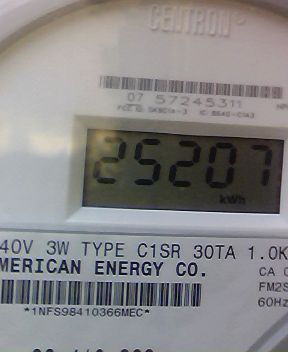 CENTRON®
07 57245311
25207
kWh
40V 3W TYPE C1SR 30TA 1.0K
MERICAN ENERGY CO.
CA 0
FM2S
60Hz
*1NFS98410366MEC*